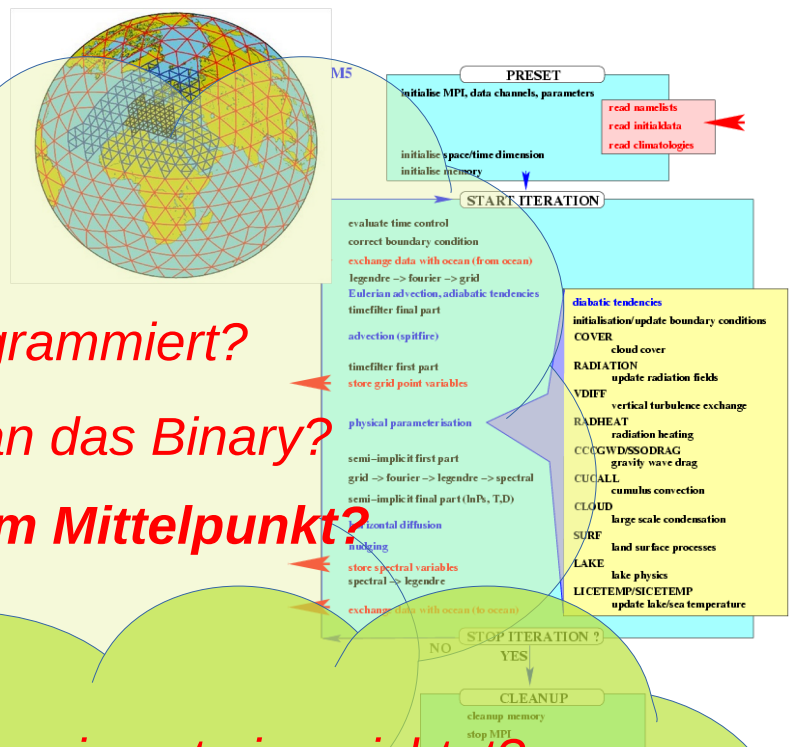 M5
PRESET
initialise MPI, data channels, parameters
read namelists
read initialdata
read climatologies
initialise space/time dimension
initialise memory
START ITERATION
evaluate time control
correct boundary condition
exchange data with ocean (from ocean)
legendre −> fourier −> grid
Eulerian advection, adiabatic tendencies
timefilter final part
advection (spitfire)
timefilter first part
store grid point variables
physical parameterisation
semi−implicit first part
grid −> fourier −> legendre −> spectral
semi−implicit final part (lnPs, T,D)
horizontal diffusion
nudging
store spectral variables
spectral −> legendre
exchange data with ocean (to ocean)
diabatic tendencies
initialisation/update boundary conditions
COVER
cloud cover
RADIATION
update radiation fields
VDIFF
vertical turbulence exchange
RADHEAT
radiation heating
CCCGWD/SSODRAG
gravity wave drag
CUCALL
cumulus convection
CLOUD
large scale condensation
SURF
land surface processes
LAKE
lake physics
LICETEMP/SICETEMP
update lake/sea temperature
grammiert?
an das Binary?
m Mittelpunkt?
STOP ITERATION ?
NO
YES
CLEANUP
cleanup memory
stop MPI